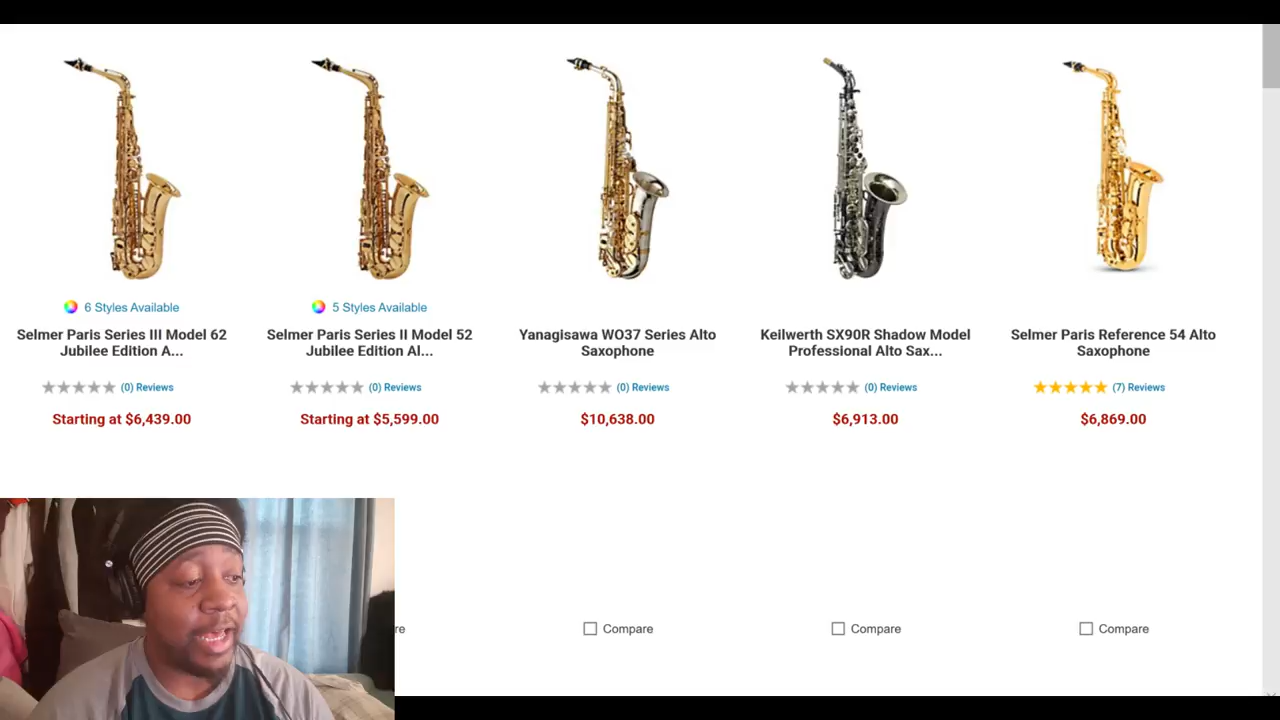 6 Styles Available
5 Styles Available
Selmer Paris Series III Model 62
Jubilee Edition A...
Selmer Paris Series II Model 52
Jubilee Edition Al...
Yanagisawa WO37 Series Alto
Saxophone
Keilwerth SX90R Shadow Model
Professional Alto Sax...
Selmer Paris Reference 54 Alto
Saxophone
(0) Reviews
(0) Reviews
(0) Reviews
(0) Reviews
(7) Reviews
Starting at $6,439.00
Starting at $5,599.00
$10,638.00
$6,913.00
$6,869.00
re
Compare
Compare
Compare